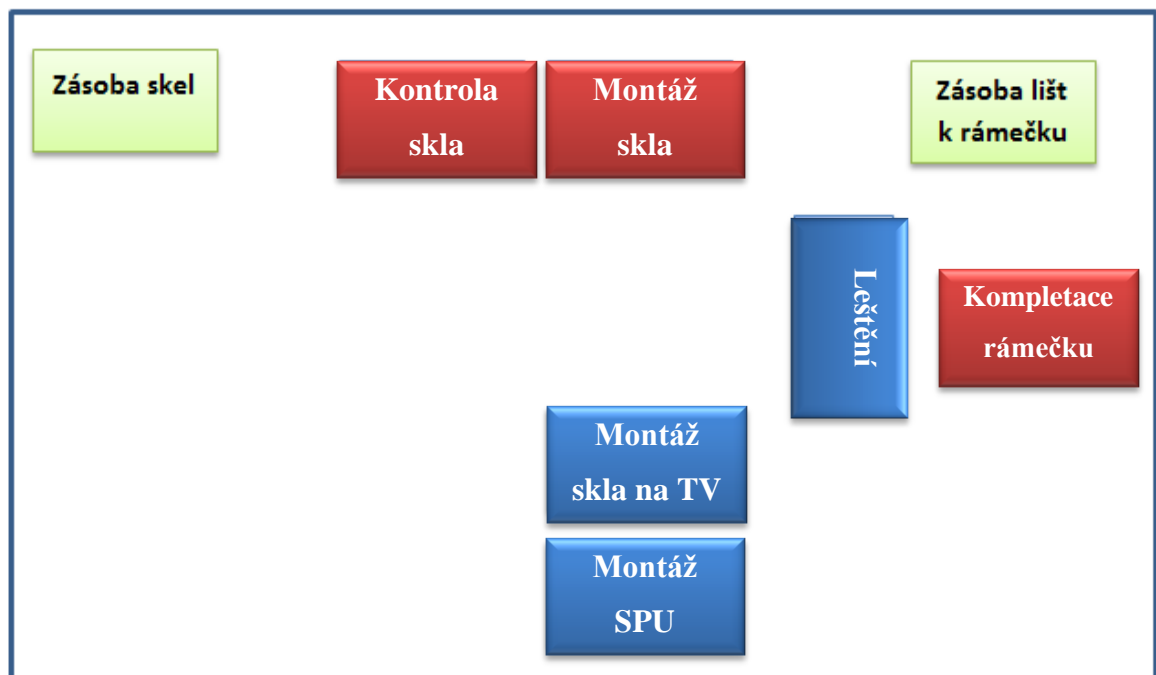 Zásoba skel
Kontrola
skla
Montáž
skla
Zásoba lišt
k rámečku
Leštění
Kompletace
rámečku
Montáž
skla na TV
Montáž
SPU